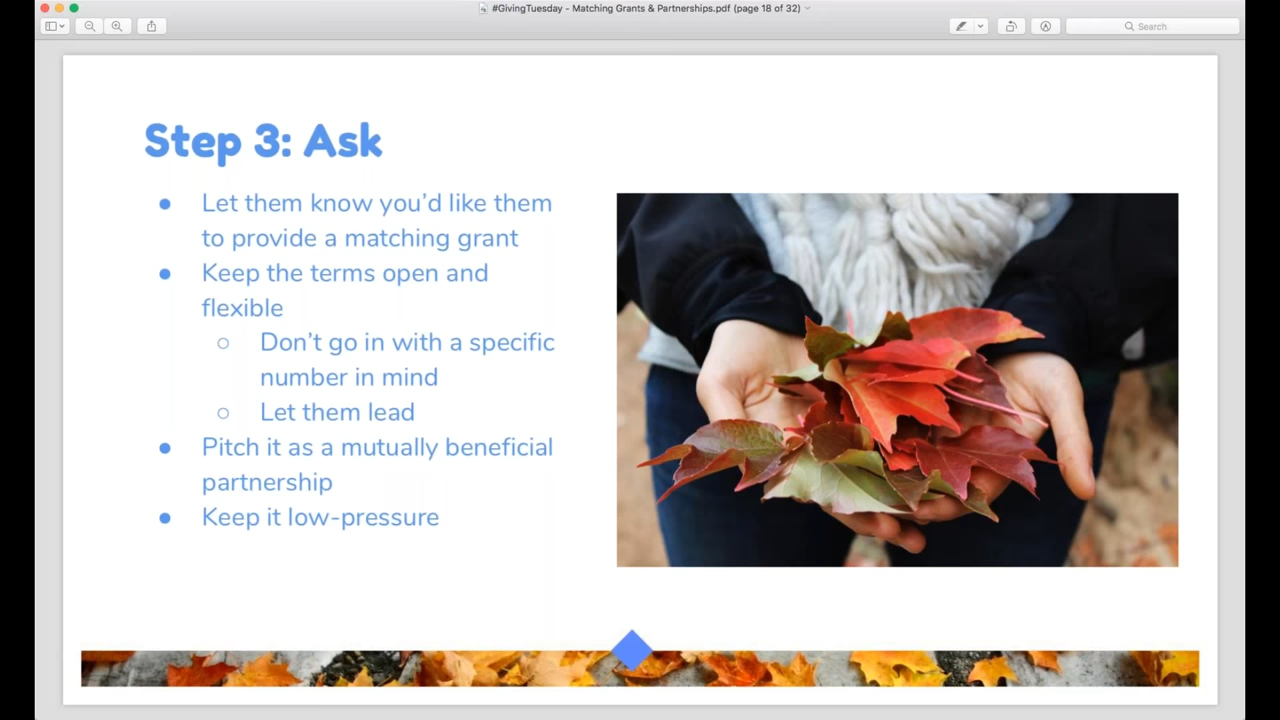 #GivingTuesday - Matching Grants & Partnerships.pdf (page 18 of 32)
Search
Step 3: Ask
● Let them know you’d like them
to provide a matching grant
● Keep the terms open and
flexible
○ Don’t go in with a specific
number in mind
○ Let them lead
● Pitch it as a mutually beneficial
partnership
● Keep it low-pressure